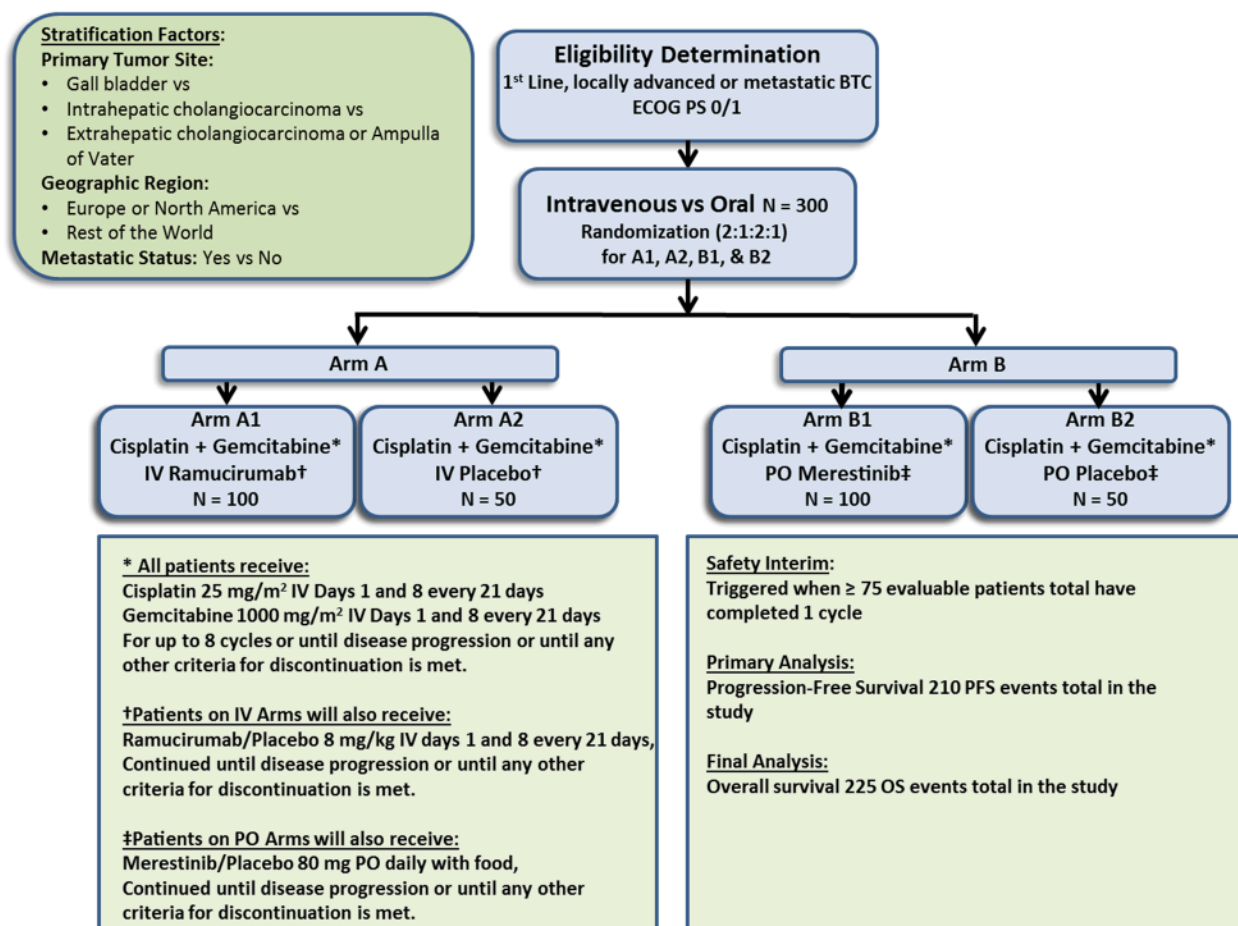 Stratification Factors:
Primary Tumor Site:
• Gall bladder vs
• Intrahepatic cholangiocarcinoma vs
• Extrahepatic cholangiocarcinoma or Ampulla
of Vater
Geographic Region:
• Europe or North America vs
• Rest of the World
Metastatic Status: Yes vs No
Eligibility Determination
1st Line, locally advanced or metastatic BTC
ECOG PS 0/1
Intravenous vs Oral N = 300
Randomization (2:1:2:1)
for A1, A2, B1, & B2
Arm A
Arm B
Arm A1
Cisplatin + Gemcitabine*
IV Ramucirumab†
N = 100
Arm A2
Cisplatin + Gemcitabine*
IV Placebo†
N = 50
Arm B1
Cisplatin + Gemcitabine*
PO Merestinib‡
N = 100
Arm B2
Cisplatin + Gemcitabine*
PO Placebo‡
N = 50
* All patients receive:
Cisplatin 25 mg/m² IV Days 1 and 8 every 21 days
Gemcitabine 1000 mg/m² IV Days 1 and 8 every 21 days
For up to 8 cycles or until disease progression or until any
other criteria for discontinuation is met.
†Patients on IV Arms will also receive:
Ramucirumab/Placebo 8 mg/kg IV days 1 and 8 every 21 days,
Continued until disease progression or until any other
criteria for discontinuation is met.
‡Patients on PO Arms will also receive:
Merestinib/Placebo 80 mg PO daily with food,
Continued until disease progression or until any other
criteria for discontinuation is met.
Safety Interim:
Triggered when ≥ 75 evaluable patients total have
completed 1 cycle
Primary Analysis:
Progression-Free Survival 210 PFS events total in the
study
Final Analysis:
Overall survival 225 OS events total in the study